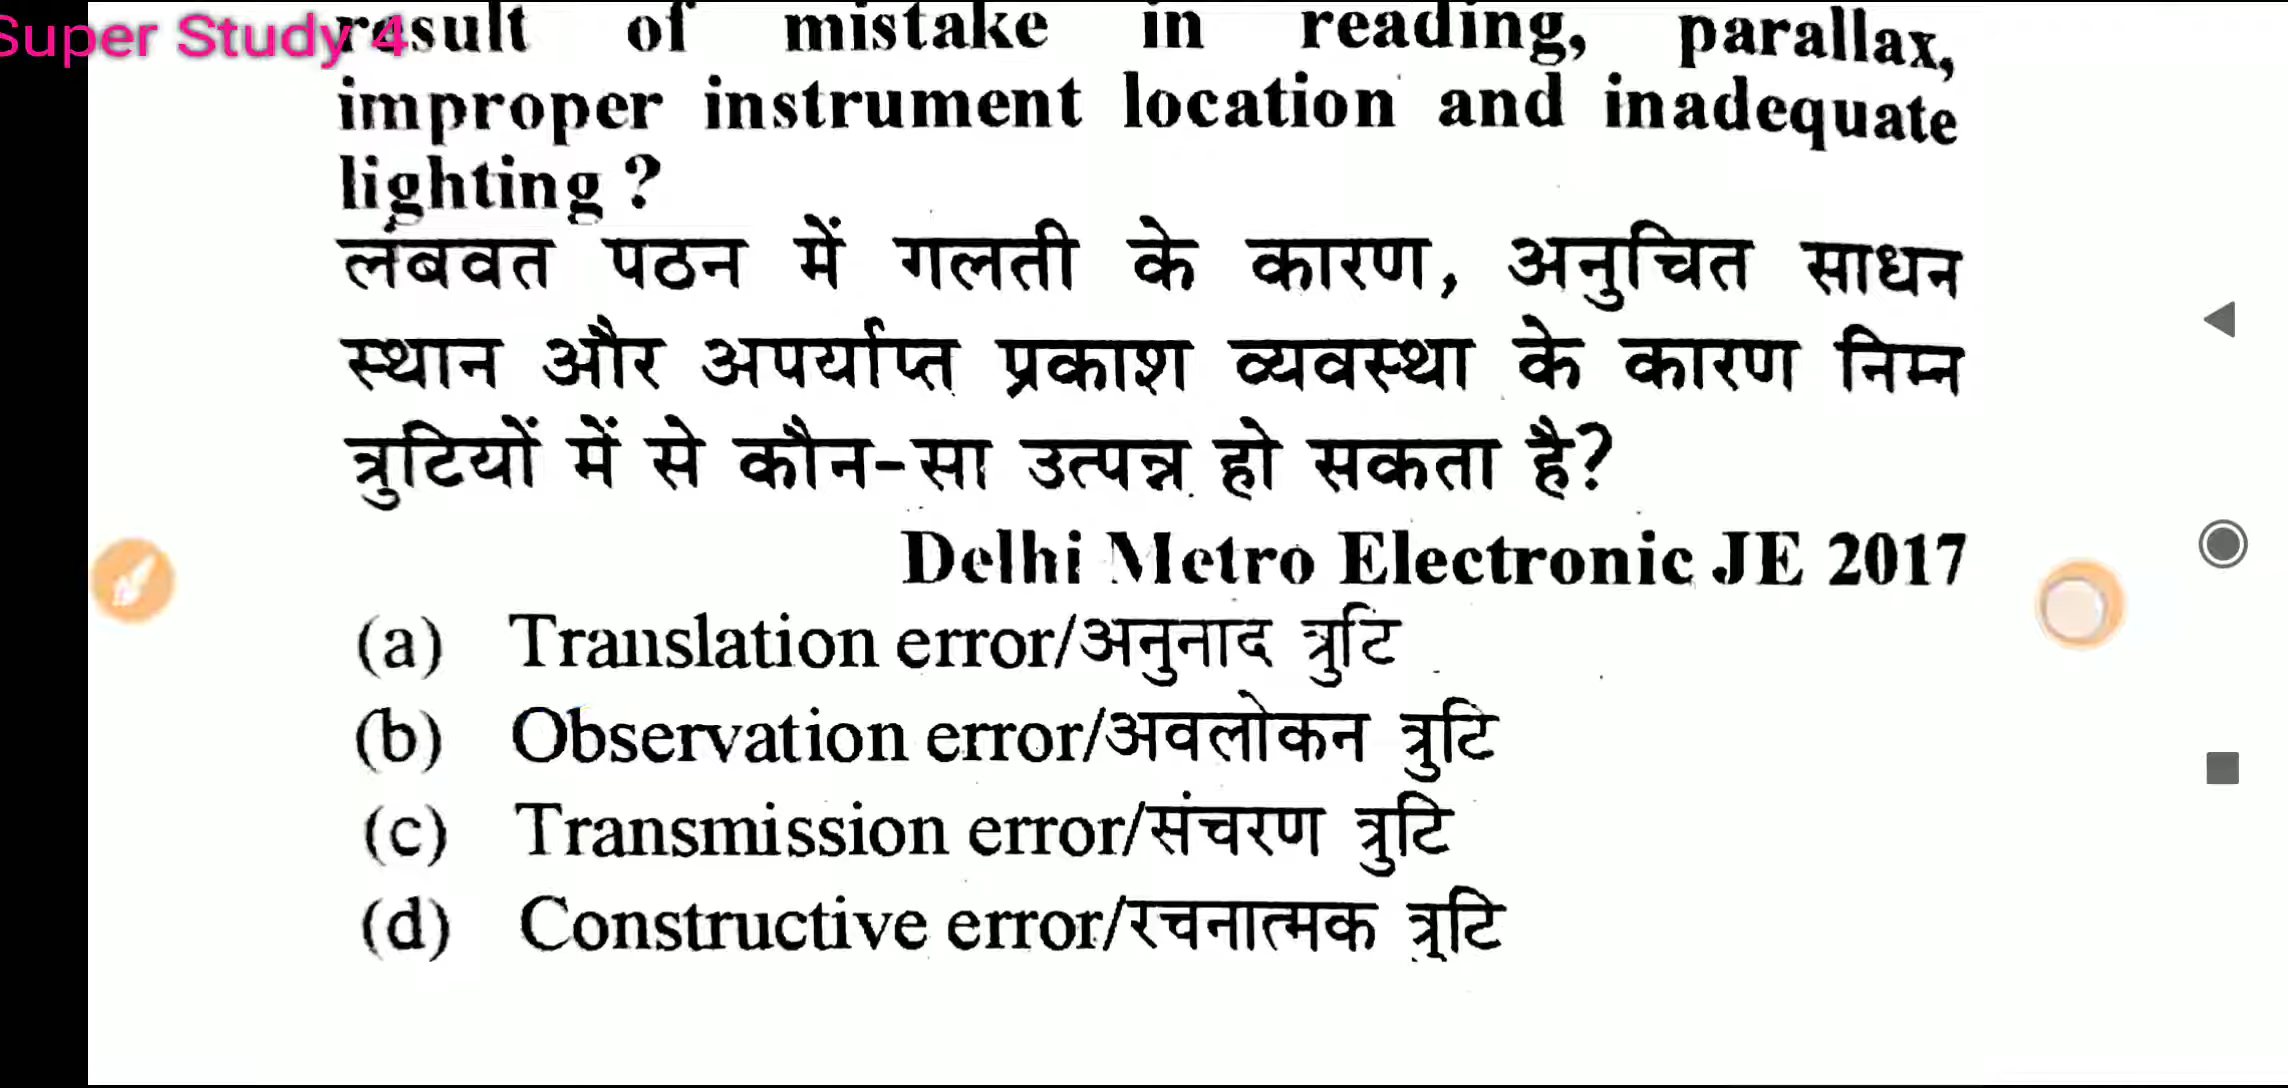 Super Study 4
result of mistake in reading, parallax,
improper instrument location and inadequate
lighting ?
लंबवत पठन में गलती के कारण, अनुचित साधन
स्थान और अपर्याप्त प्रकाश व्यवस्था के कारण निम्न
त्रुटियों में से कौन-सा उत्पन्न हो सकता है?
Delhi Metro Electronic JE 2017
(a) Translation error/अनुनाद त्रुटि
(b) Observation error/अवलोकन त्रुटि
(c) Transmission error/संचरण त्रुटि
(d) Constructive error/रचनात्मक त्रुटि